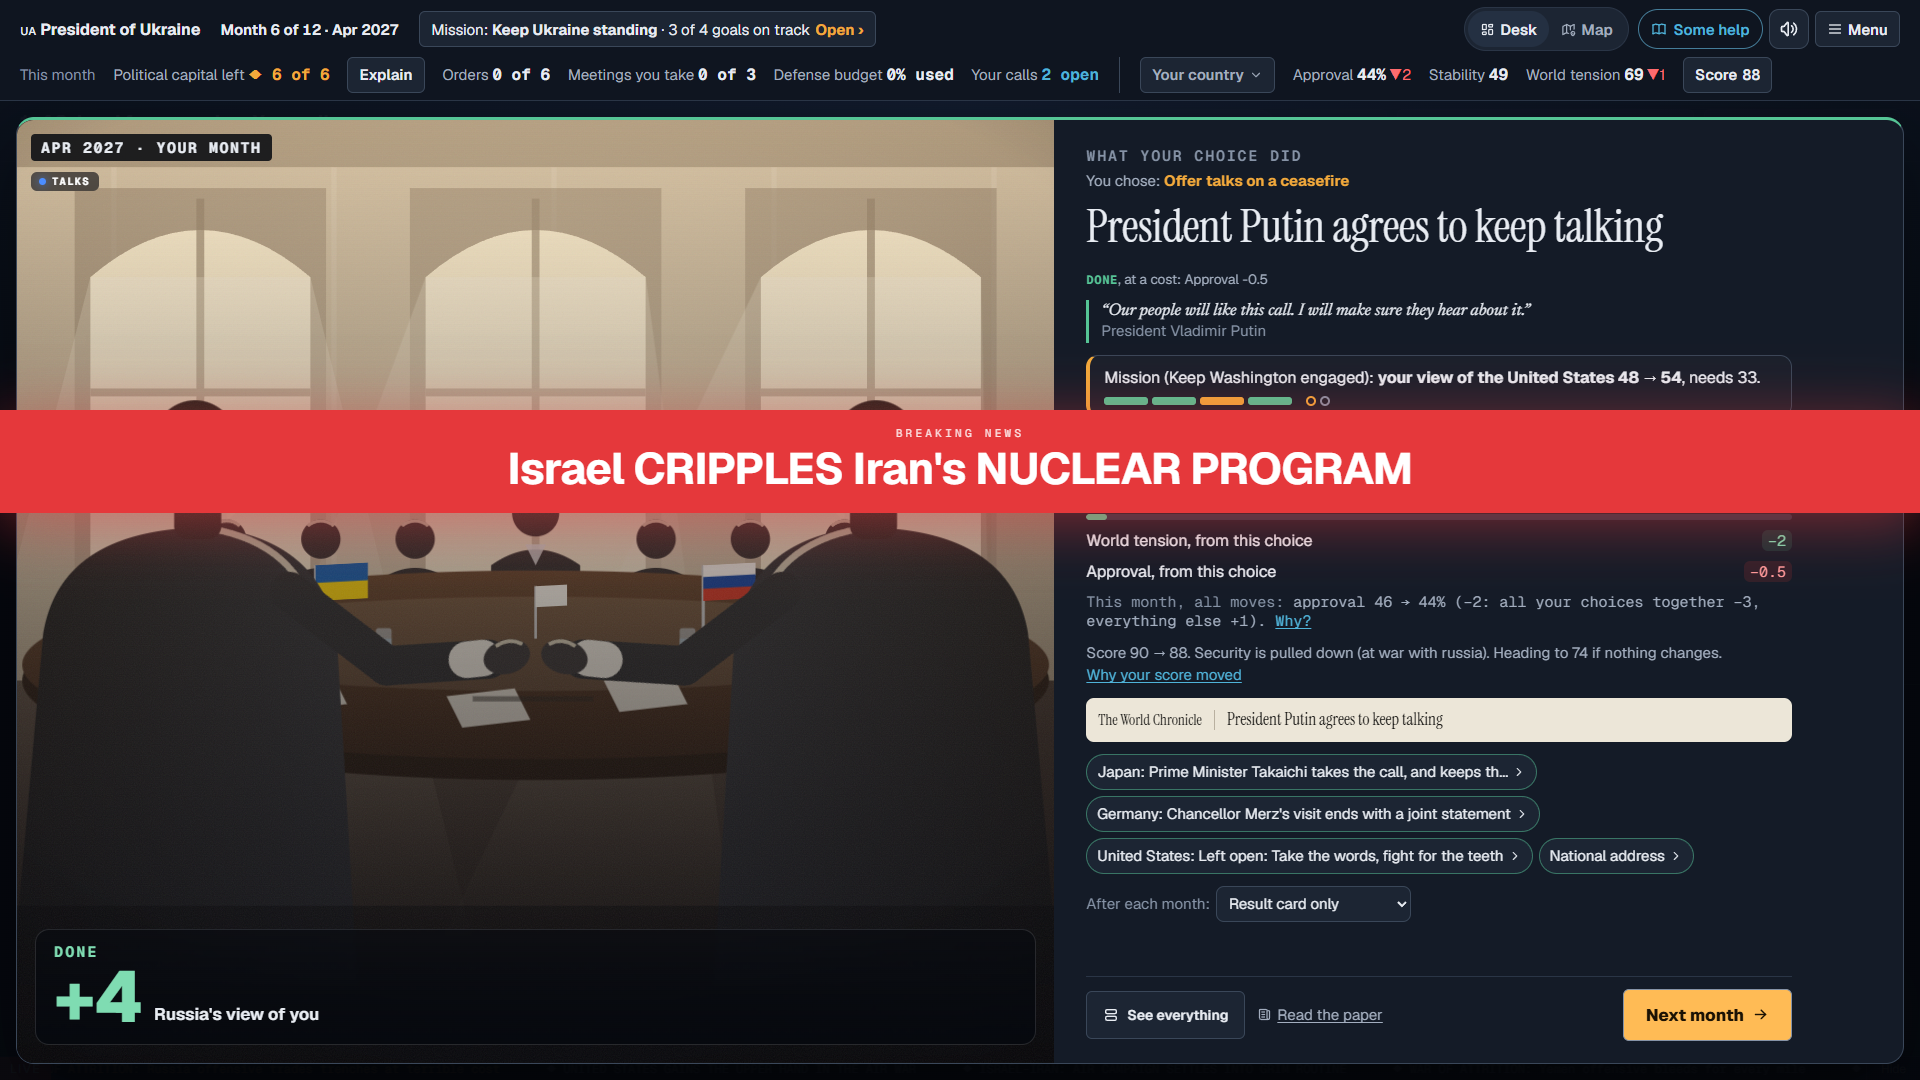 UA President of Ukraine Month 6 of 12 · Apr 2027 Mission: Keep Ukraine standing · 3 of 4 goals on track Open › Desk Map Some help Menu
This month Political capital left 6 of 6 Explain Orders 0 of 6 Meetings you take 0 of 3 Defense budget 0% used Your calls 2 open Your country Approval 44% ▼2 Stability 49 World tension 69 ▼1 Score 88
APR 2027 · YOUR MONTH
TALKS
WHAT YOUR CHOICE DID
You chose: Offer talks on a ceasefire
President Putin agrees to keep talking
DONE, at a cost: Approval -0.5
“Our people will like this call. I will make sure they hear about it.”
President Vladimir Putin
Mission (Keep Washington engaged): your view of the United States 48 → 54, needs 33.
BREAKING NEWS
Israel CRIPPLES Iran's NUCLEAR PROGRAM
World tension, from this choice −2
Approval, from this choice −0.5
This month, all moves: approval 46 → 44% (−2: all your choices together −3,
everything else +1). Why?
Score 90 → 88. Security is pulled down (at war with russia). Heading to 74 if nothing changes.
Why your score moved
The World Chronicle President Putin agrees to keep talking
Japan: Prime Minister Takaichi takes the call, and keeps th... ›
Germany: Chancellor Merz's visit ends with a joint statement ›
United States: Left open: Take the words, fight for the teeth › National address ›
After each month: Result card only
DONE
+4 Russia's view of you
See everything Read the paper Next month →